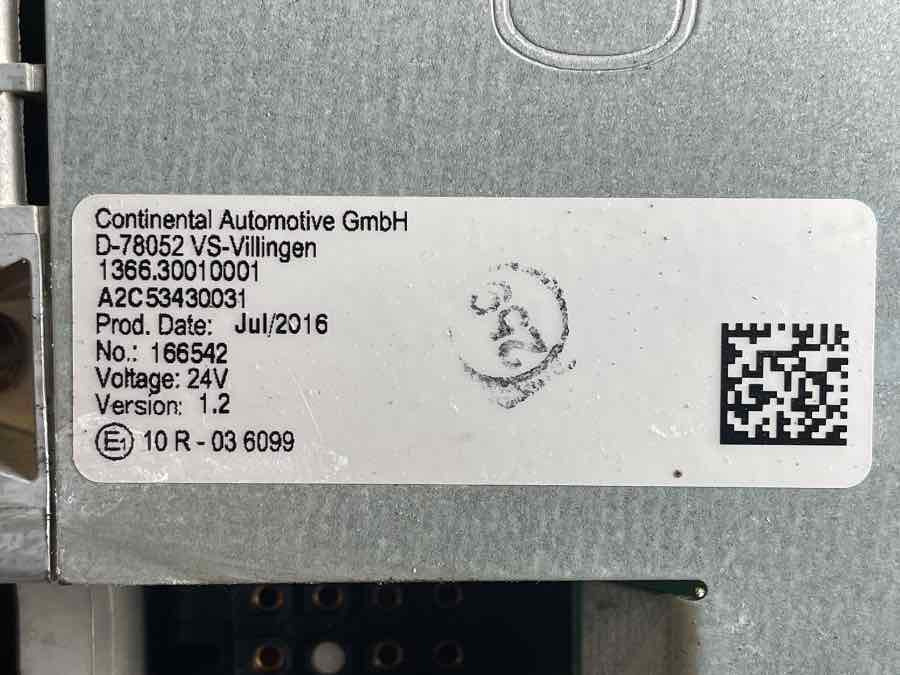 Continental Automotive GmbH
D-78052 VS-Villingen
1366.30010001
A2C53430031
Prod. Date: Jul/2016
No.: 166542
Voltage: 24V
Version: 1.2
E1 10 R - 03 6099